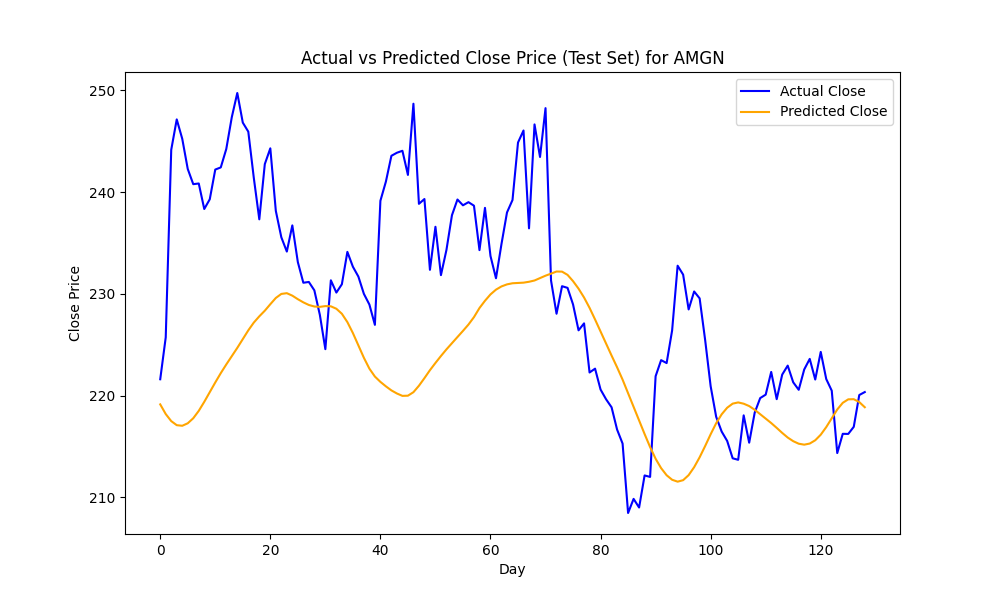 Actual vs Predicted Close Price (Test Set) for AMGN
Actual Close
Predicted Close
Close Price
250
240
230
220
210
0 20 40 60 80 100 120
Day